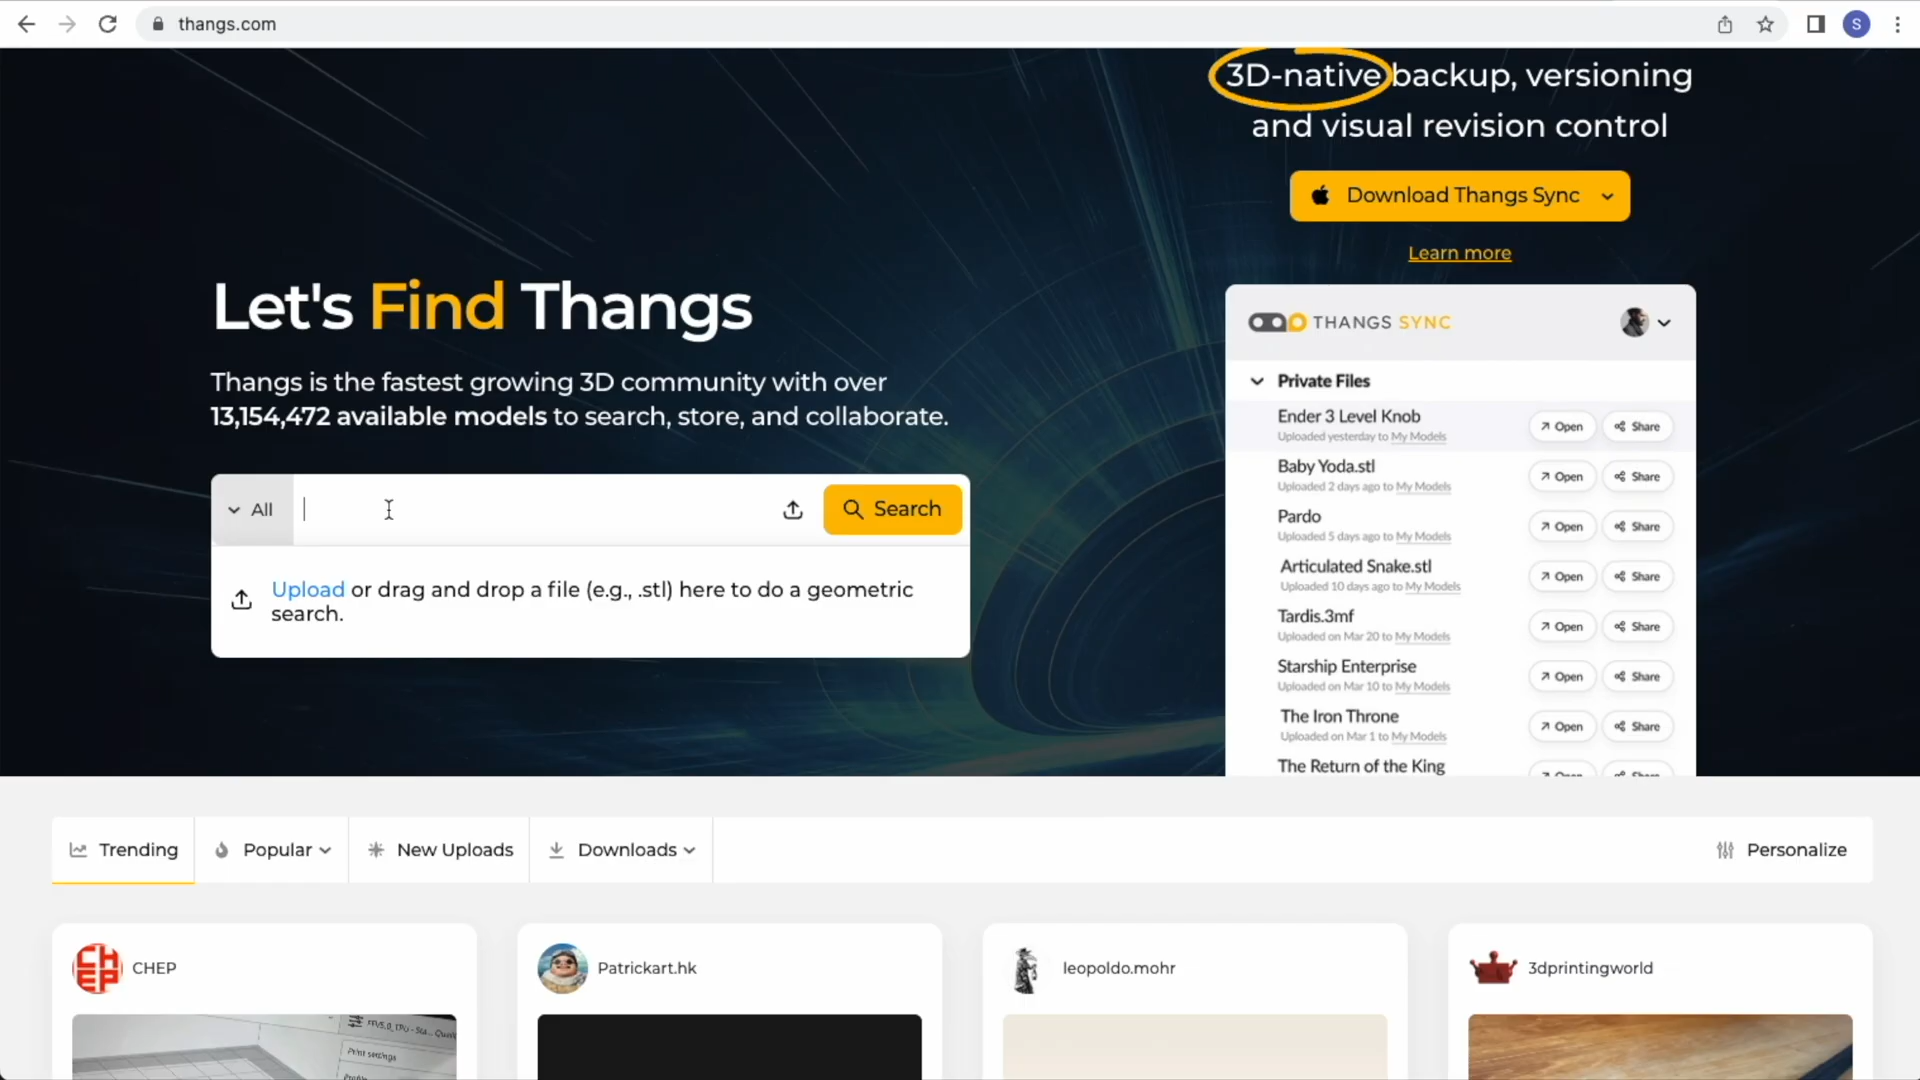 thangs.com
S
3D-native backup, versioning
and visual revision control
Download Thangs Sync
Learn more
Let's Find Thangs
Thangs is the fastest growing 3D community with over
13,154,472 available models to search, store, and collaborate.
All
Search
Upload or drag and drop a file (e.g., .stl) here to do a geometric
search.
THANGS SYNC
Private Files
Ender 3 Level Knob
Uploaded yesterday to My Models
Open Share
Baby Yoda.stl
Uploaded 2 days ago to My Models
Open Share
Pardo
Uploaded 5 days ago to My Models
Open Share
Articulated Snake.stl
Uploaded 10 days ago to My Models
Open Share
Tardis.3mf
Uploaded on Mar 20 to My Models
Open Share
Starship Enterprise
Uploaded on Mar 10 to My Models
Open Share
The Iron Throne
Uploaded on Mar 1 to My Models
Open Share
The Return of the King
Trending Popular New Uploads Downloads Personalize
CHEP
CHEP
Patrickart.hk
leopoldo.mohr
3dprintingworld
Print settings